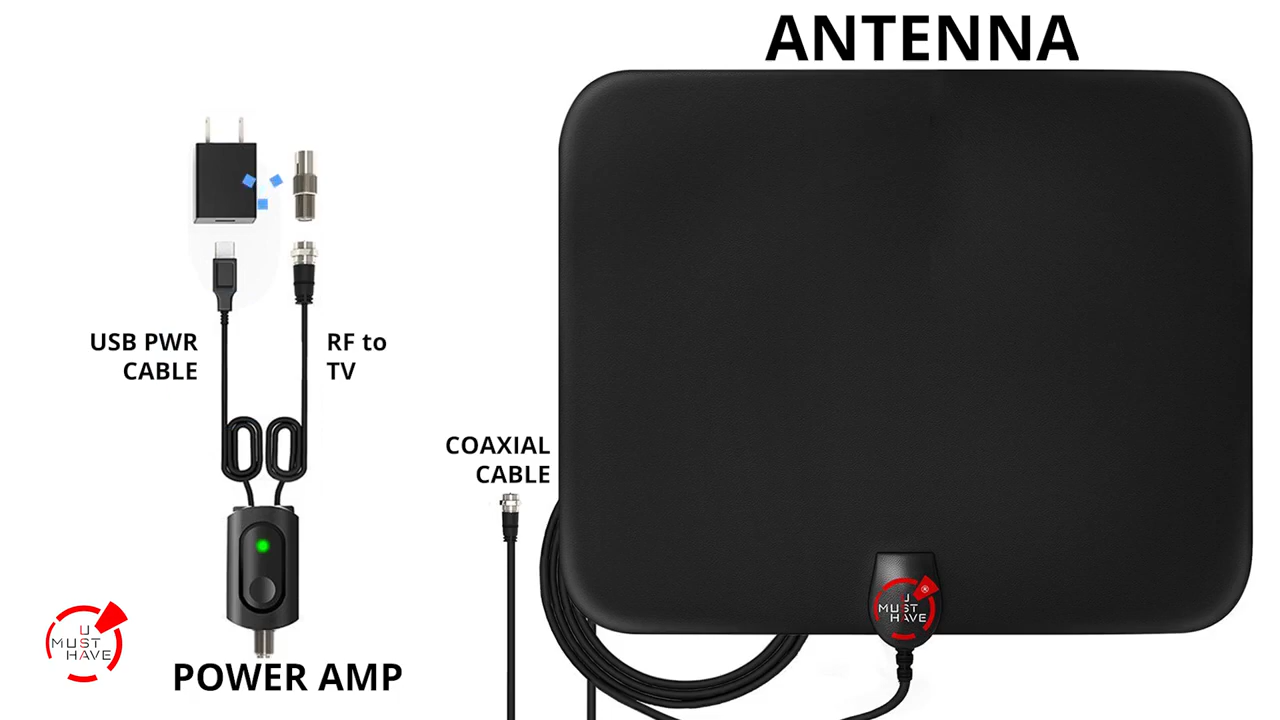 ANTENNA
USB PWR
CABLE
RF to
TV
COAXIAL
CABLE
POWER AMP
U
MUST
HAVE
U
MUST
HAVE
®